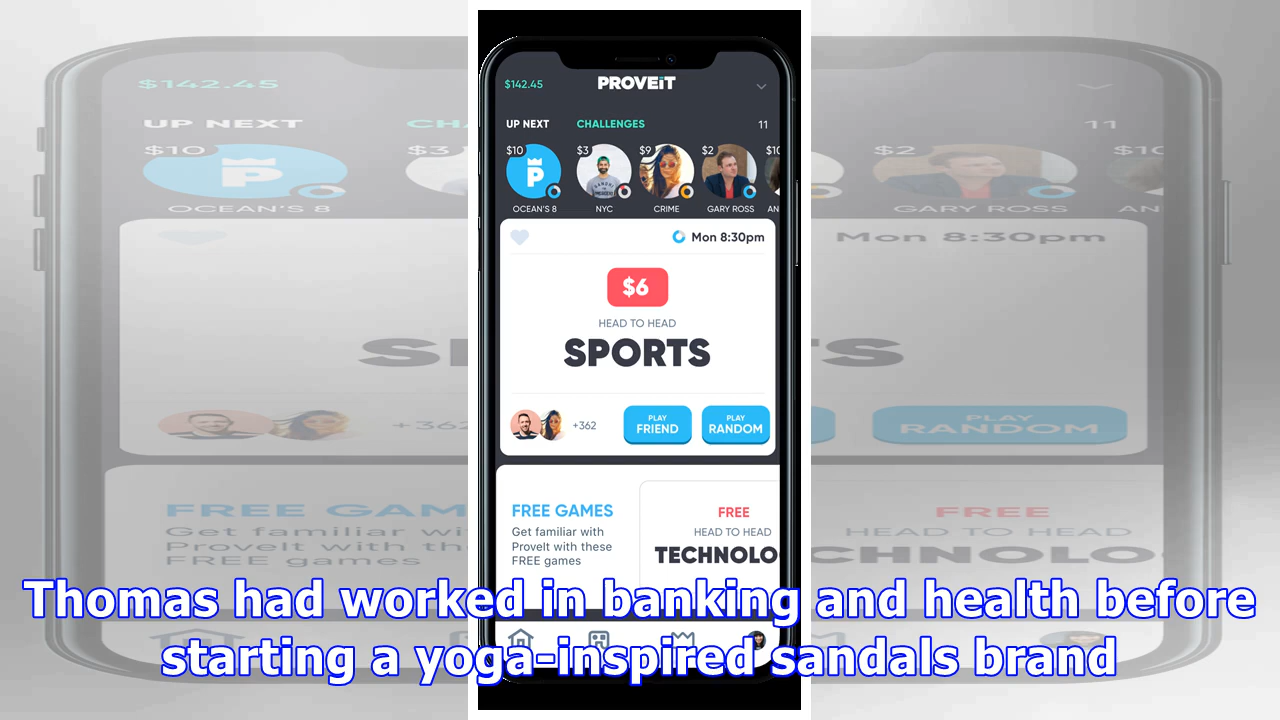 $142.45
PROVEiT
UP NEXT CHALLENGES 11
$10 $3 $9 $2 $10
OCEAN'S 8 NYC CRIME GARY ROSS AN
Mon 8:30pm
$6
HEAD TO HEAD
SPORTS
+362
PLAY FRIEND
PLAY RANDOM
FREE GAMES
Get familiar with
ProveIt with these
FREE games
FREE
HEAD TO HEAD
TECHNOLO
Thomas had worked in banking and health before
starting a yoga-inspired sandals brand